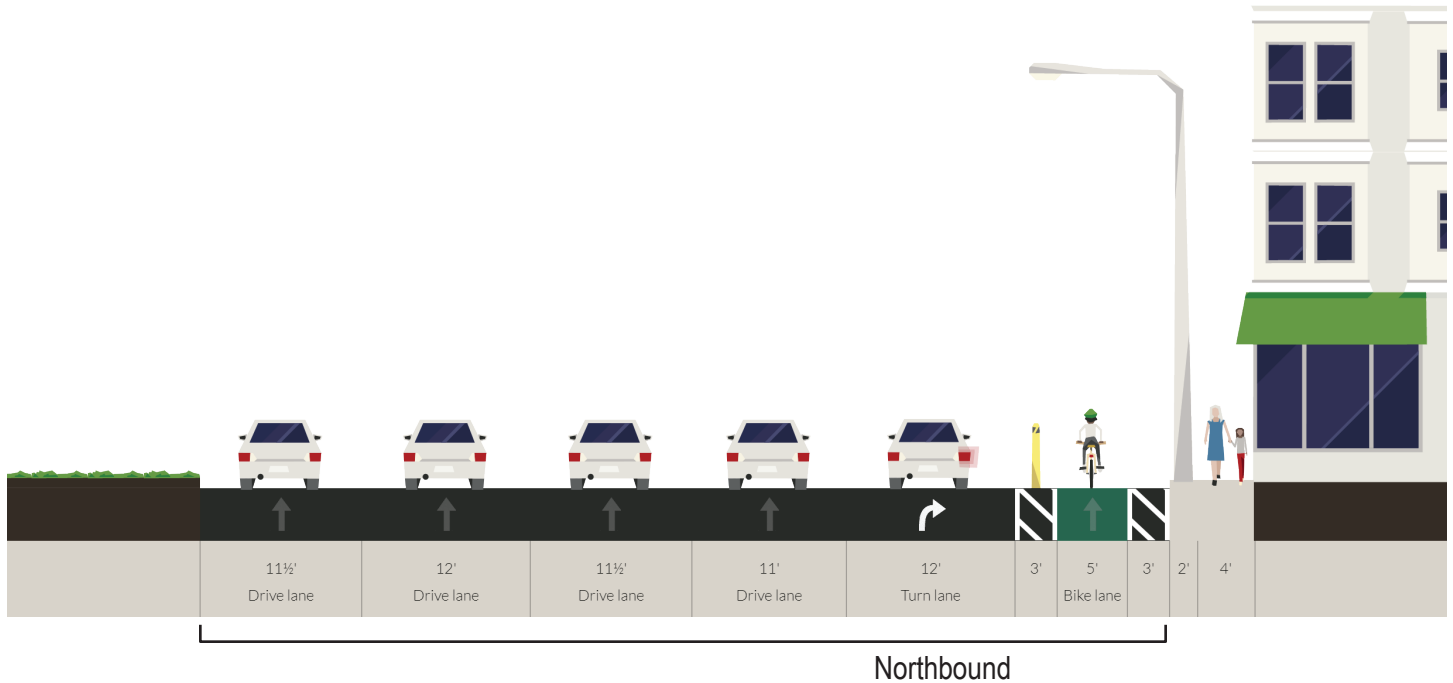 11½' 12' 11½' 11' 12' 3' 5' 3' 2' 4'
Drive lane Drive lane Drive lane Drive lane Turn lane Bike lane
Northbound